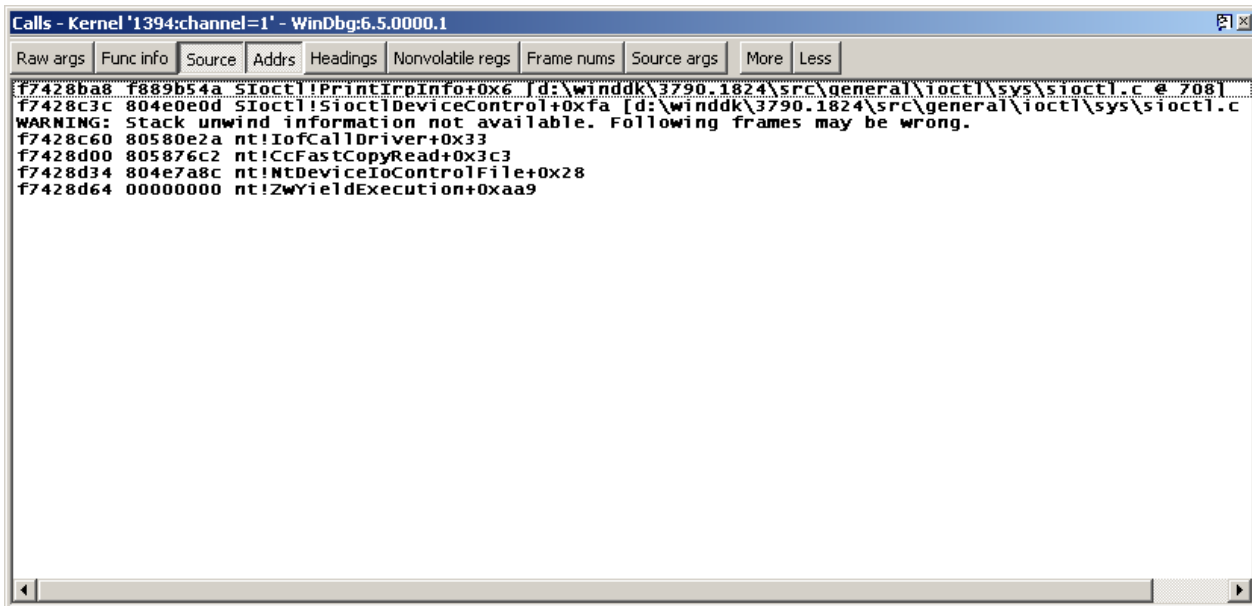 Calls - Kernel '1394:channel=1' - WinDbg:6.5.0000.1
Raw args Func info Source Addrs Headings Nonvolatile regs Frame nums Source args More Less
f7428ba8 f889b54a SIoctl!PrintIrpInfo+0x6 [d:\winddk\3790.1824\src\general\ioctl\sys\sioctl.c @ 708]
f7428c3c 804e0e0d SIoctl!SioctlDeviceControl+0xfa [d:\winddk\3790.1824\src\general\ioctl\sys\sioctl.c
WARNING: Stack unwind information not available. Following frames may be wrong.
f7428c60 80580e2a nt!IofCallDriver+0x33
f7428d00 805876c2 nt!CcFastCopyRead+0x3c3
f7428d34 804e7a8c nt!NtDeviceIoControlFile+0x28
f7428d64 00000000 nt!ZwYieldExecution+0xaa9